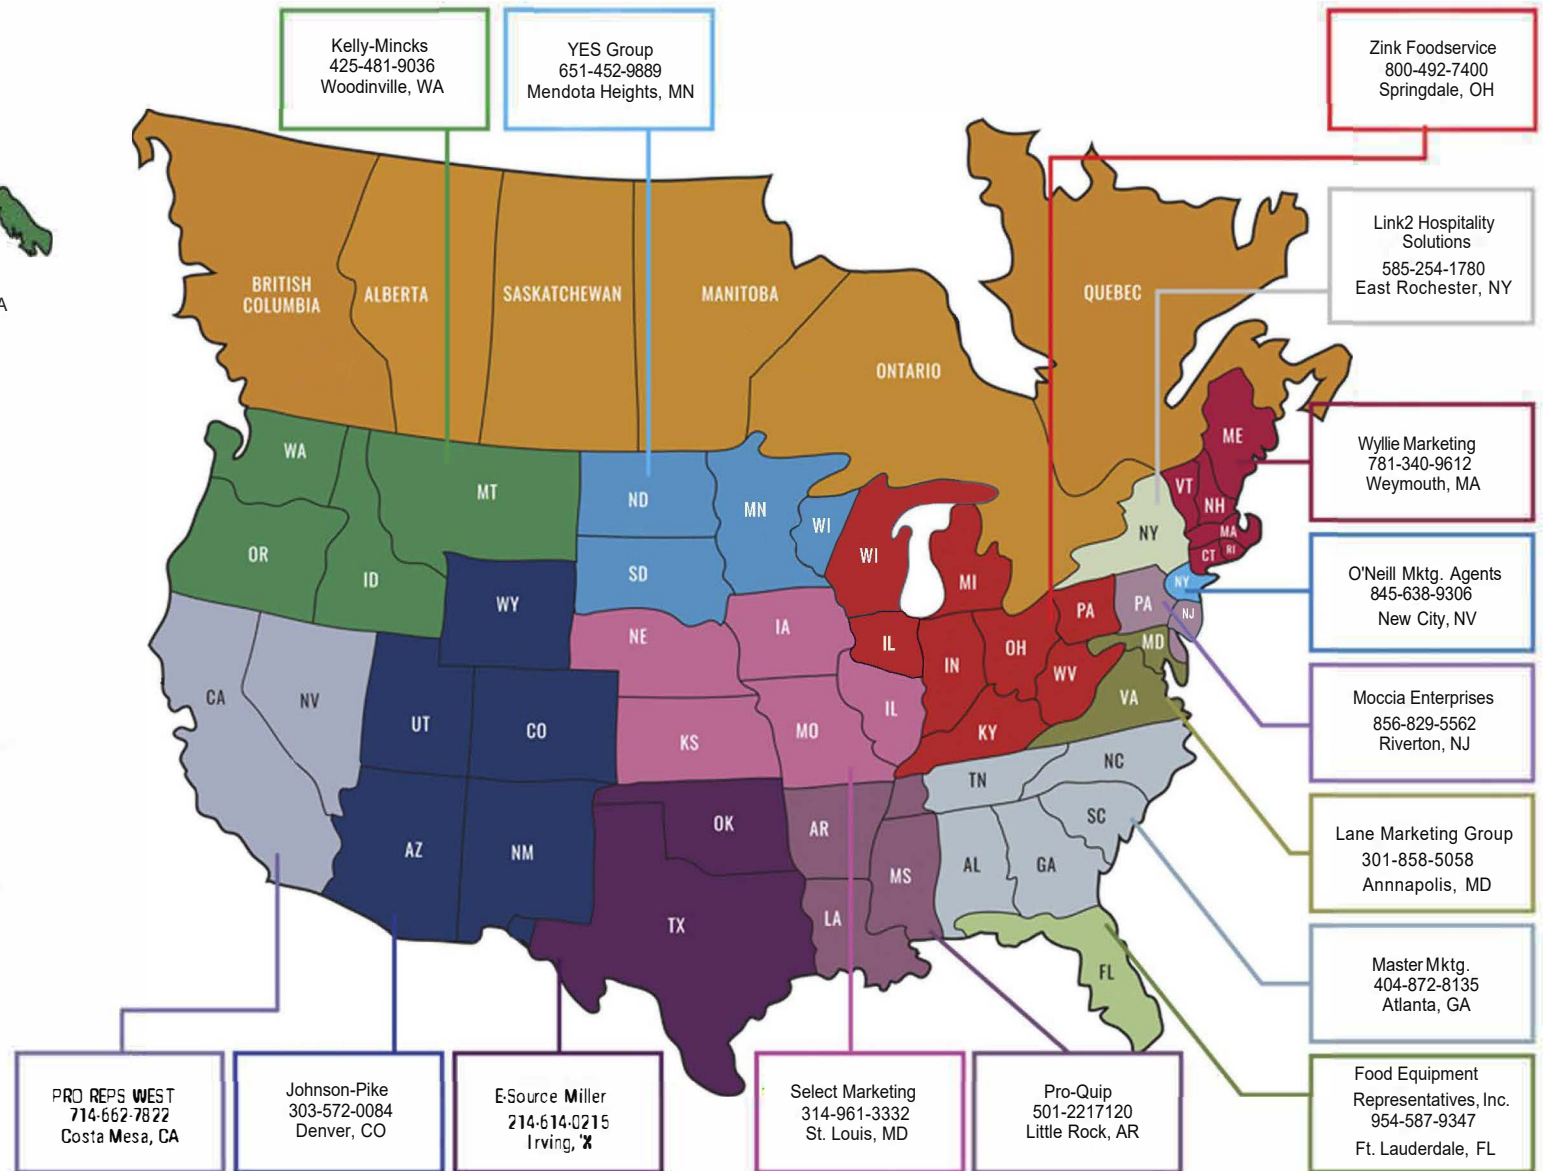 Kelly-Mincks
425-481-9036
Woodinville, WA
YES Group
651-452-9889
Mendota Heights, MN
Zink Foodservice
800-492-7400
Springdale, OH
Link2 Hospitality
Solutions
585-254-1780
East Rochester, NY
A
BRITISH
COLUMBIA
ALBERTA
SASKATCHEWAN
MANITOBA
ONTARIO
QUEBEC
WA
OR
ID
MT
ND
SD
MN
WI
WI
MI
NY
VT
NH
ME
MA
CT
RI
NY
NJ
PA
PA
MD
WY
NE
IA
IL
IN
OH
WV
VA
CA
NV
UT
CO
KS
MO
IL
KY
TN
NC
SC
AZ
NM
OK
AR
MS
AL
GA
TX
LA
FL
Wyllie Marketing
781-340-9612
Weymouth, MA
O'Neill Mktg. Agents
845-638-9306
New City, NV
Moccia Enterprises
856-829-5562
Riverton, NJ
Lane Marketing Group
301-858-5058
Annnapolis, MD
Master Mktg.
404-872-8135
Atlanta, GA
Food Equipment
Representatives, Inc.
954-587-9347
Ft. Lauderdale, FL
PRO REPS WEST
714-662-7822
Costa Mesa, CA
Johnson-Pike
303-572-0084
Denver, CO
E-Source Miller
214-614-0215
Irving, 'X
Select Marketing
314-961-3332
St. Louis, MD
Pro-Quip
501-2217120
Little Rock, AR